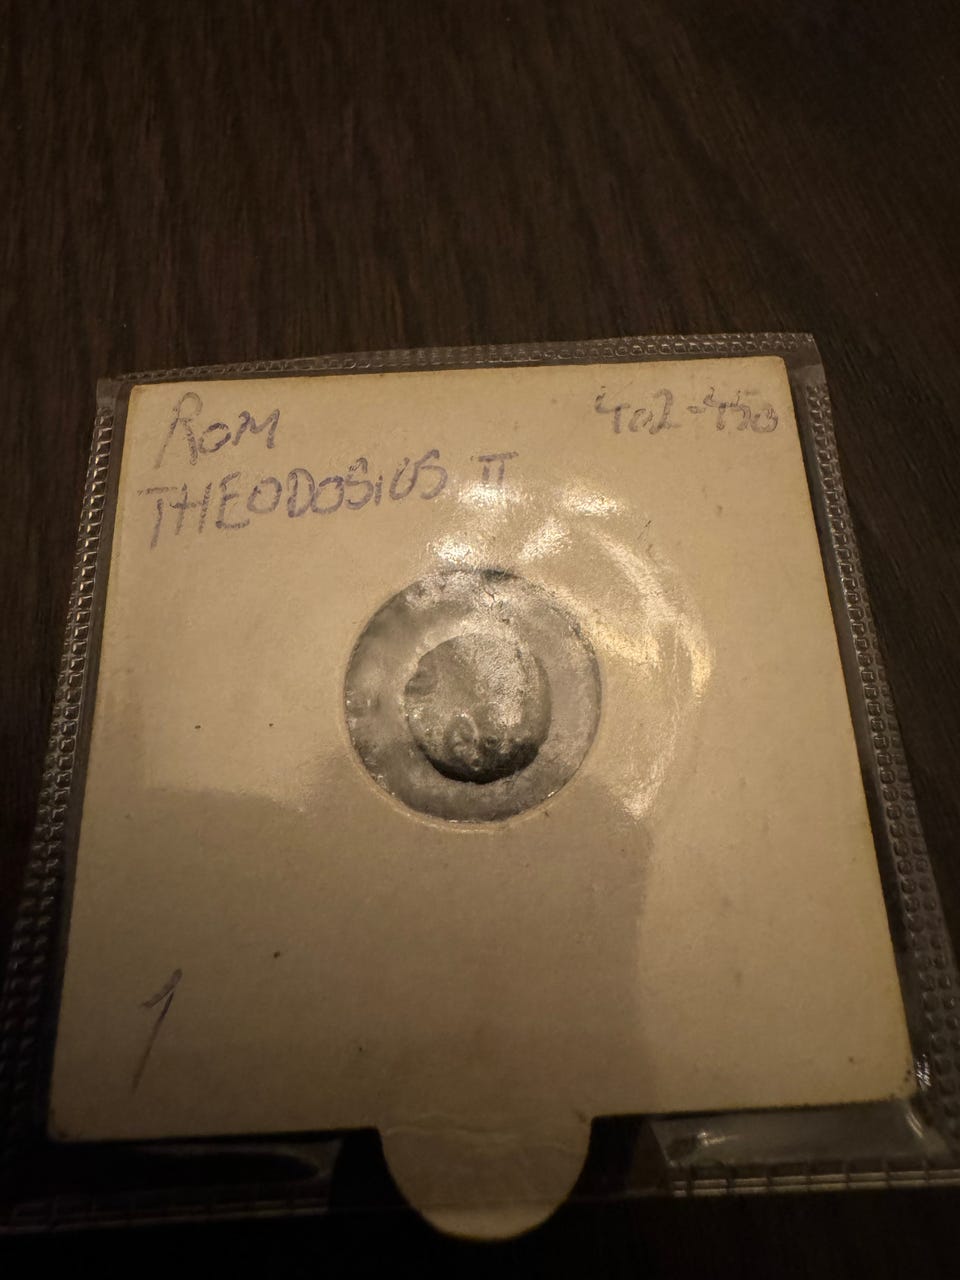 ROM 402-450
THEODOSIUS II
1